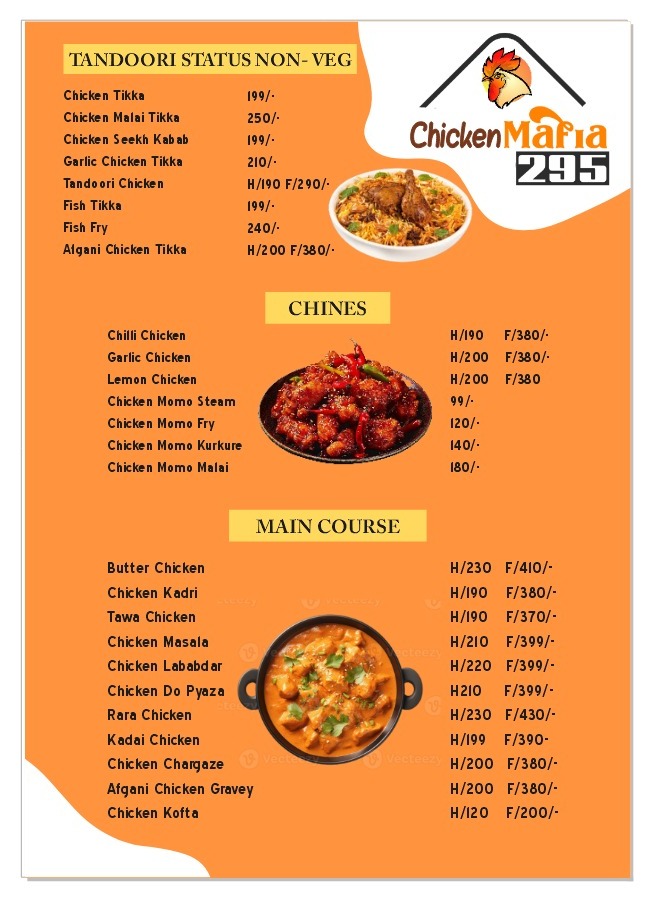 TANDOORI STATUS NON- VEG
Chicken Tikka 199/-
Chicken Malai Tikka 250/-
Chicken Seekh Kabab 199/-
Garlic Chicken Tikka 210/-
Tandoori Chicken H/190 F/290/-
Fish Tikka 199/-
Fish Fry 240/-
Afgani Chicken Tikka H/200 F/380/-
Chicken Mafia
295
CHINES
Chilli Chicken H/190 F/380/-
Garlic Chicken H/200 F/380/-
Lemon Chicken H/200 F/380
Chicken Momo Steam 99/-
Chicken Momo Fry 120/-
Chicken Momo Kurkure 140/-
Chicken Momo Malai 180/-
MAIN COURSE
Butter Chicken H/230 F/410/-
Chicken Kadri H/190 F/380/-
Tawa Chicken H/190 F/370/-
Chicken Masala H/210 F/399/-
Chicken Lababdar H/220 F/399/-
Chicken Do Pyaza H210 F/399/-
Rara Chicken H/230 F/430/-
Kadai Chicken H/199 F/390-
Chicken Chargaze H/200 F/380/-
Afgani Chicken Gravey H/200 F/380/-
Chicken Kofta H/120 F/200/-